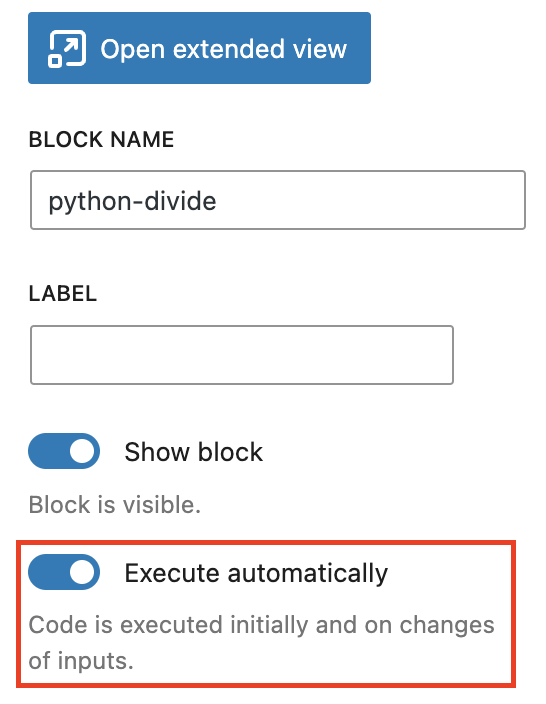 Open extended view
BLOCK NAME
python-divide
LABEL
Show block
Block is visible.
Execute automatically
Code is executed initially and on changes
of inputs.